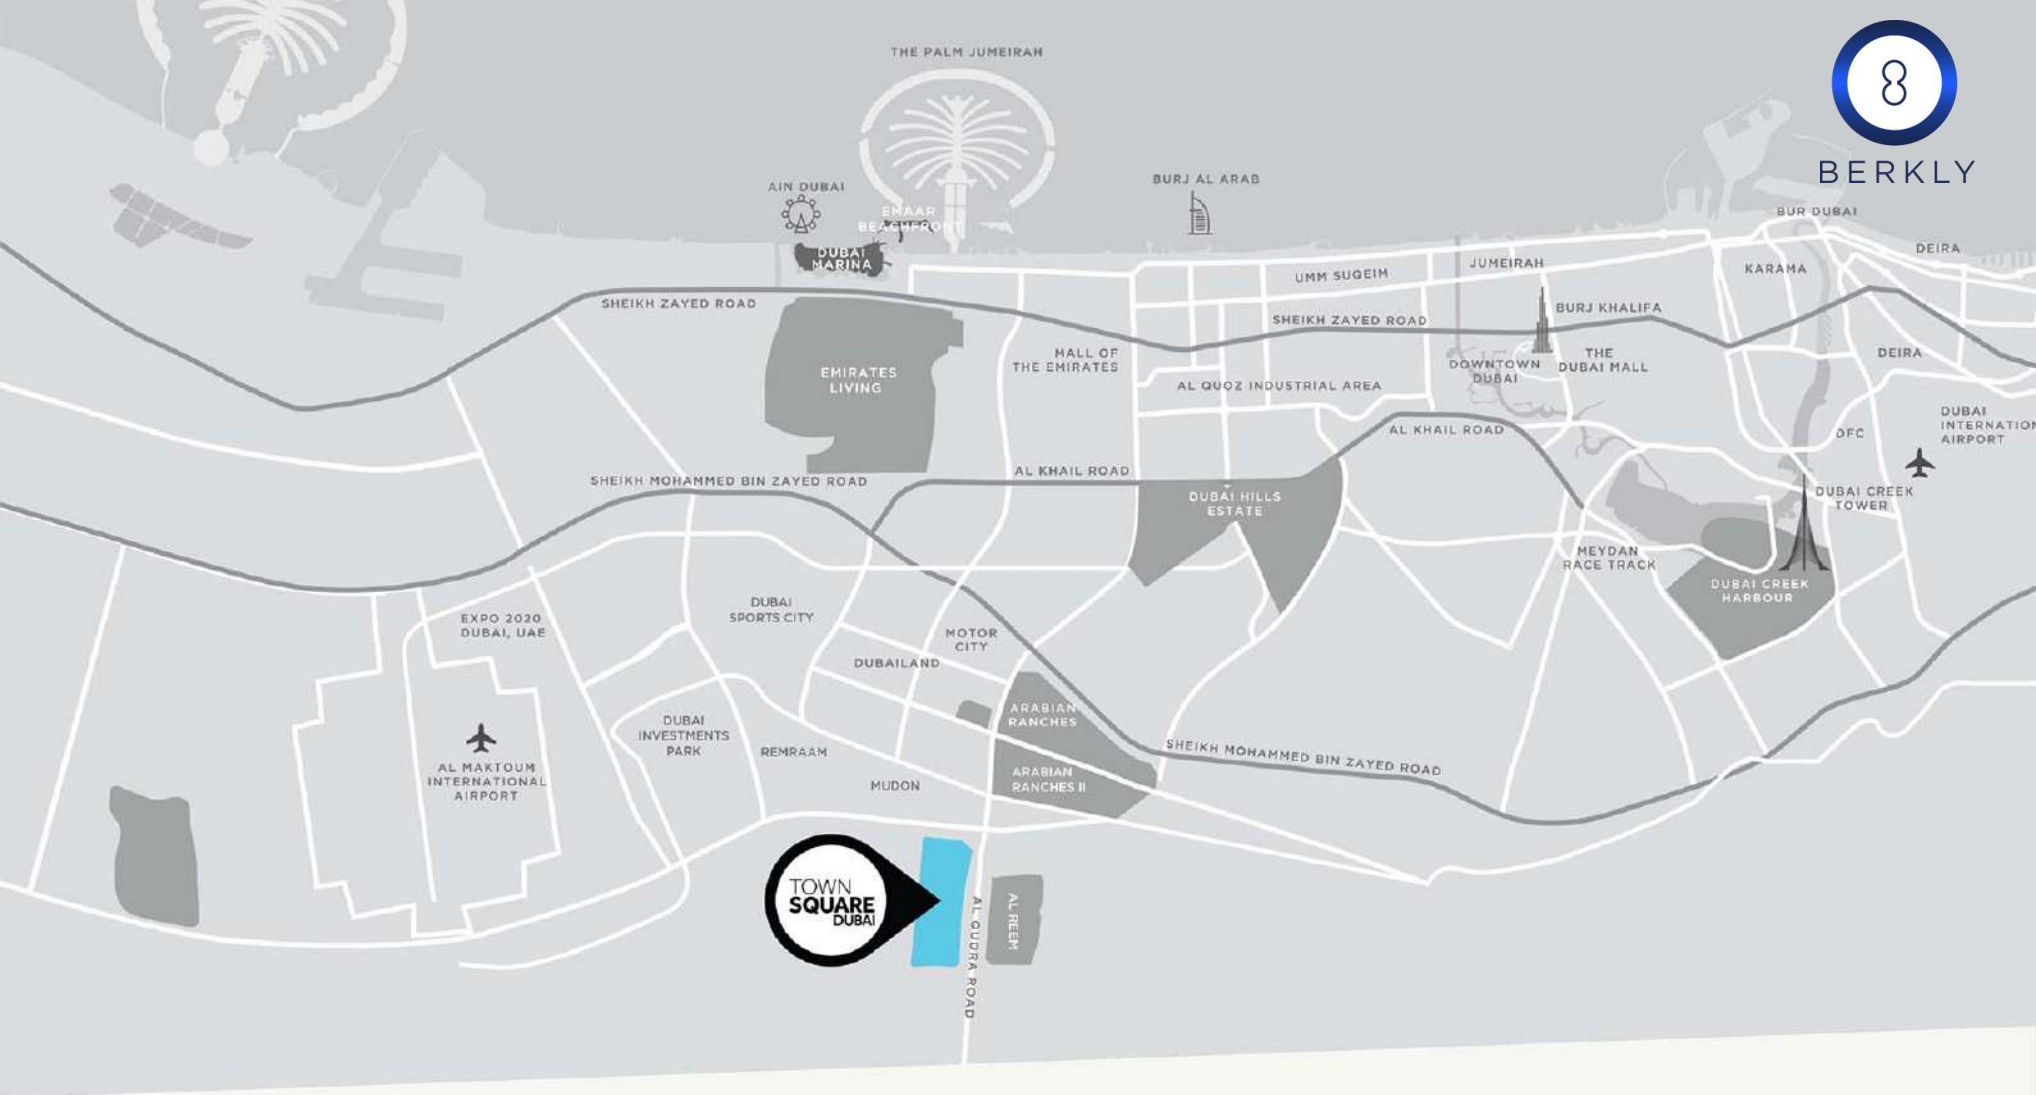 THE PALM JUMEIRAH
8
BERKLY
AIN DUBAI
EMAAR
BEACHFRONT
BURJ AL ARAB
BUR DUBAI
DUBAI
MARINA
UMM SUGEIM
JUMEIRAH
KARAMA
DEIRA
SHEIKH ZAYED ROAD
SHEIKH ZAYED ROAD
BURJ KHALIFA
MALL OF
THE EMIRATES
DOWNTOWN
DUBAI
THE
DUBAI MALL
DEIRA
EMIRATES
LIVING
AL QUOZ INDUSTRIAL AREA
AL KHAIL ROAD
DFC
DUBAI
INTERNATION
AIRPORT
SHEIKH MOHAMMED BIN ZAYED ROAD
AL KHAIL ROAD
DUBAI HILLS
ESTATE
DUBAI CREEK
TOWER
MEYDAN
RACE TRACK
DUBAI CREEK
HARBOUR
EXPO 2020
DUBAI, UAE
DUBAI
SPORTS CITY
MOTOR
CITY
DUBAILAND
ARABIAN
RANCHES
DUBAI
INVESTMENTS
PARK
REMRAAM
SHEIKH MOHAMMED BIN ZAYED ROAD
AL MAKTOUM
INTERNATIONAL
AIRPORT
MUDON
ARABIAN
RANCHES II
TOWN
SQUARE
DUBAI
AL QUDRA ROAD
AL REEM